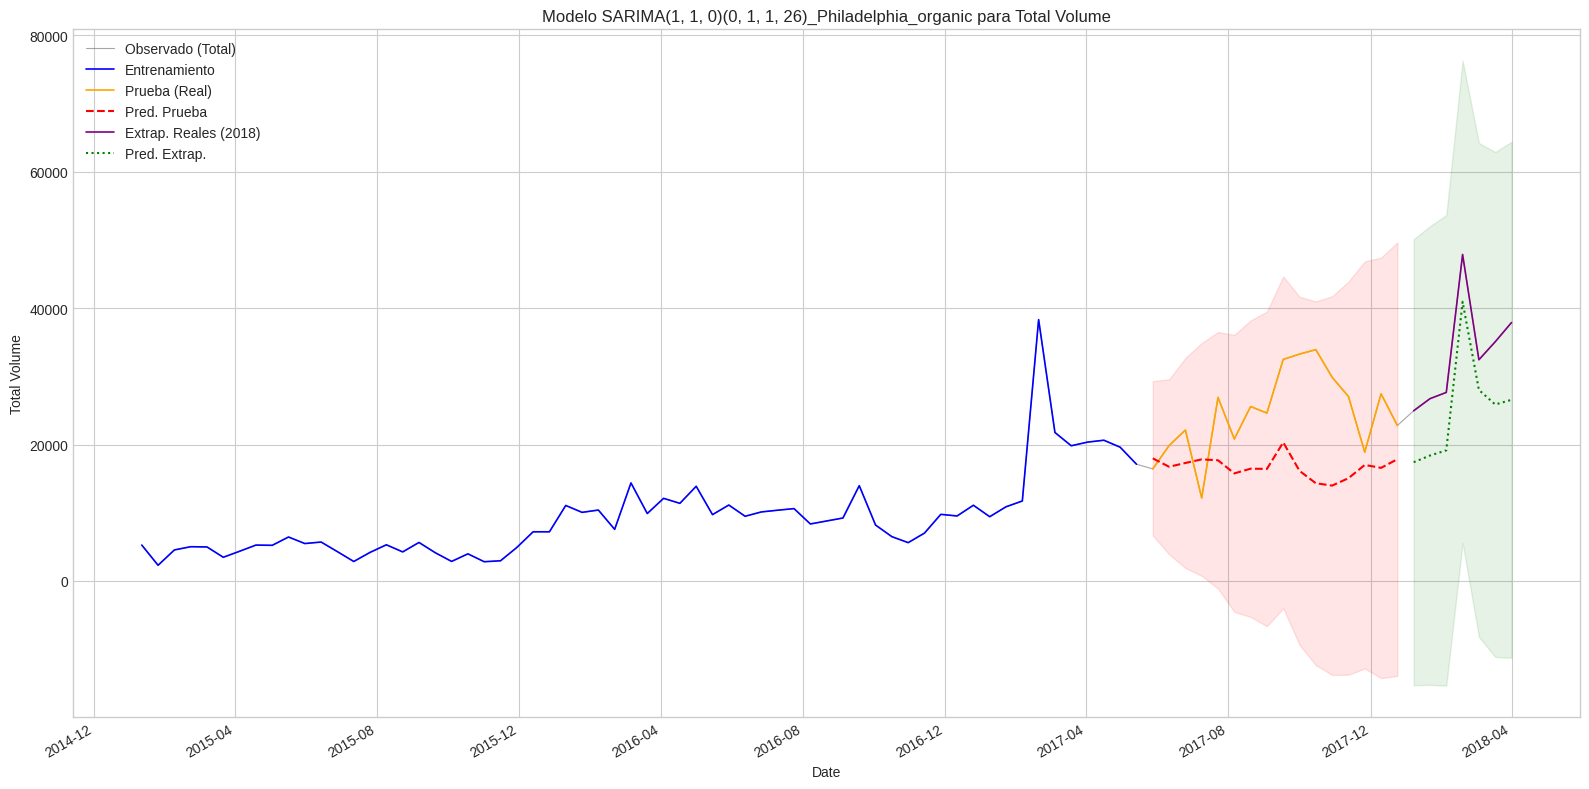 Modelo SARIMA(1, 1, 0)(0, 1, 1, 26)_Philadelphia_organic para Total Volume
Observado (Total)
Entrenamiento
Prueba (Real)
Pred. Prueba
Extrap. Reales (2018)
Pred. Extrap.
80000
60000
40000
20000
0
Total Volume
2014-12
2015-04
2015-08
2015-12
2016-04
2016-08
2016-12
2017-04
2017-08
2017-12
2018-04
Date